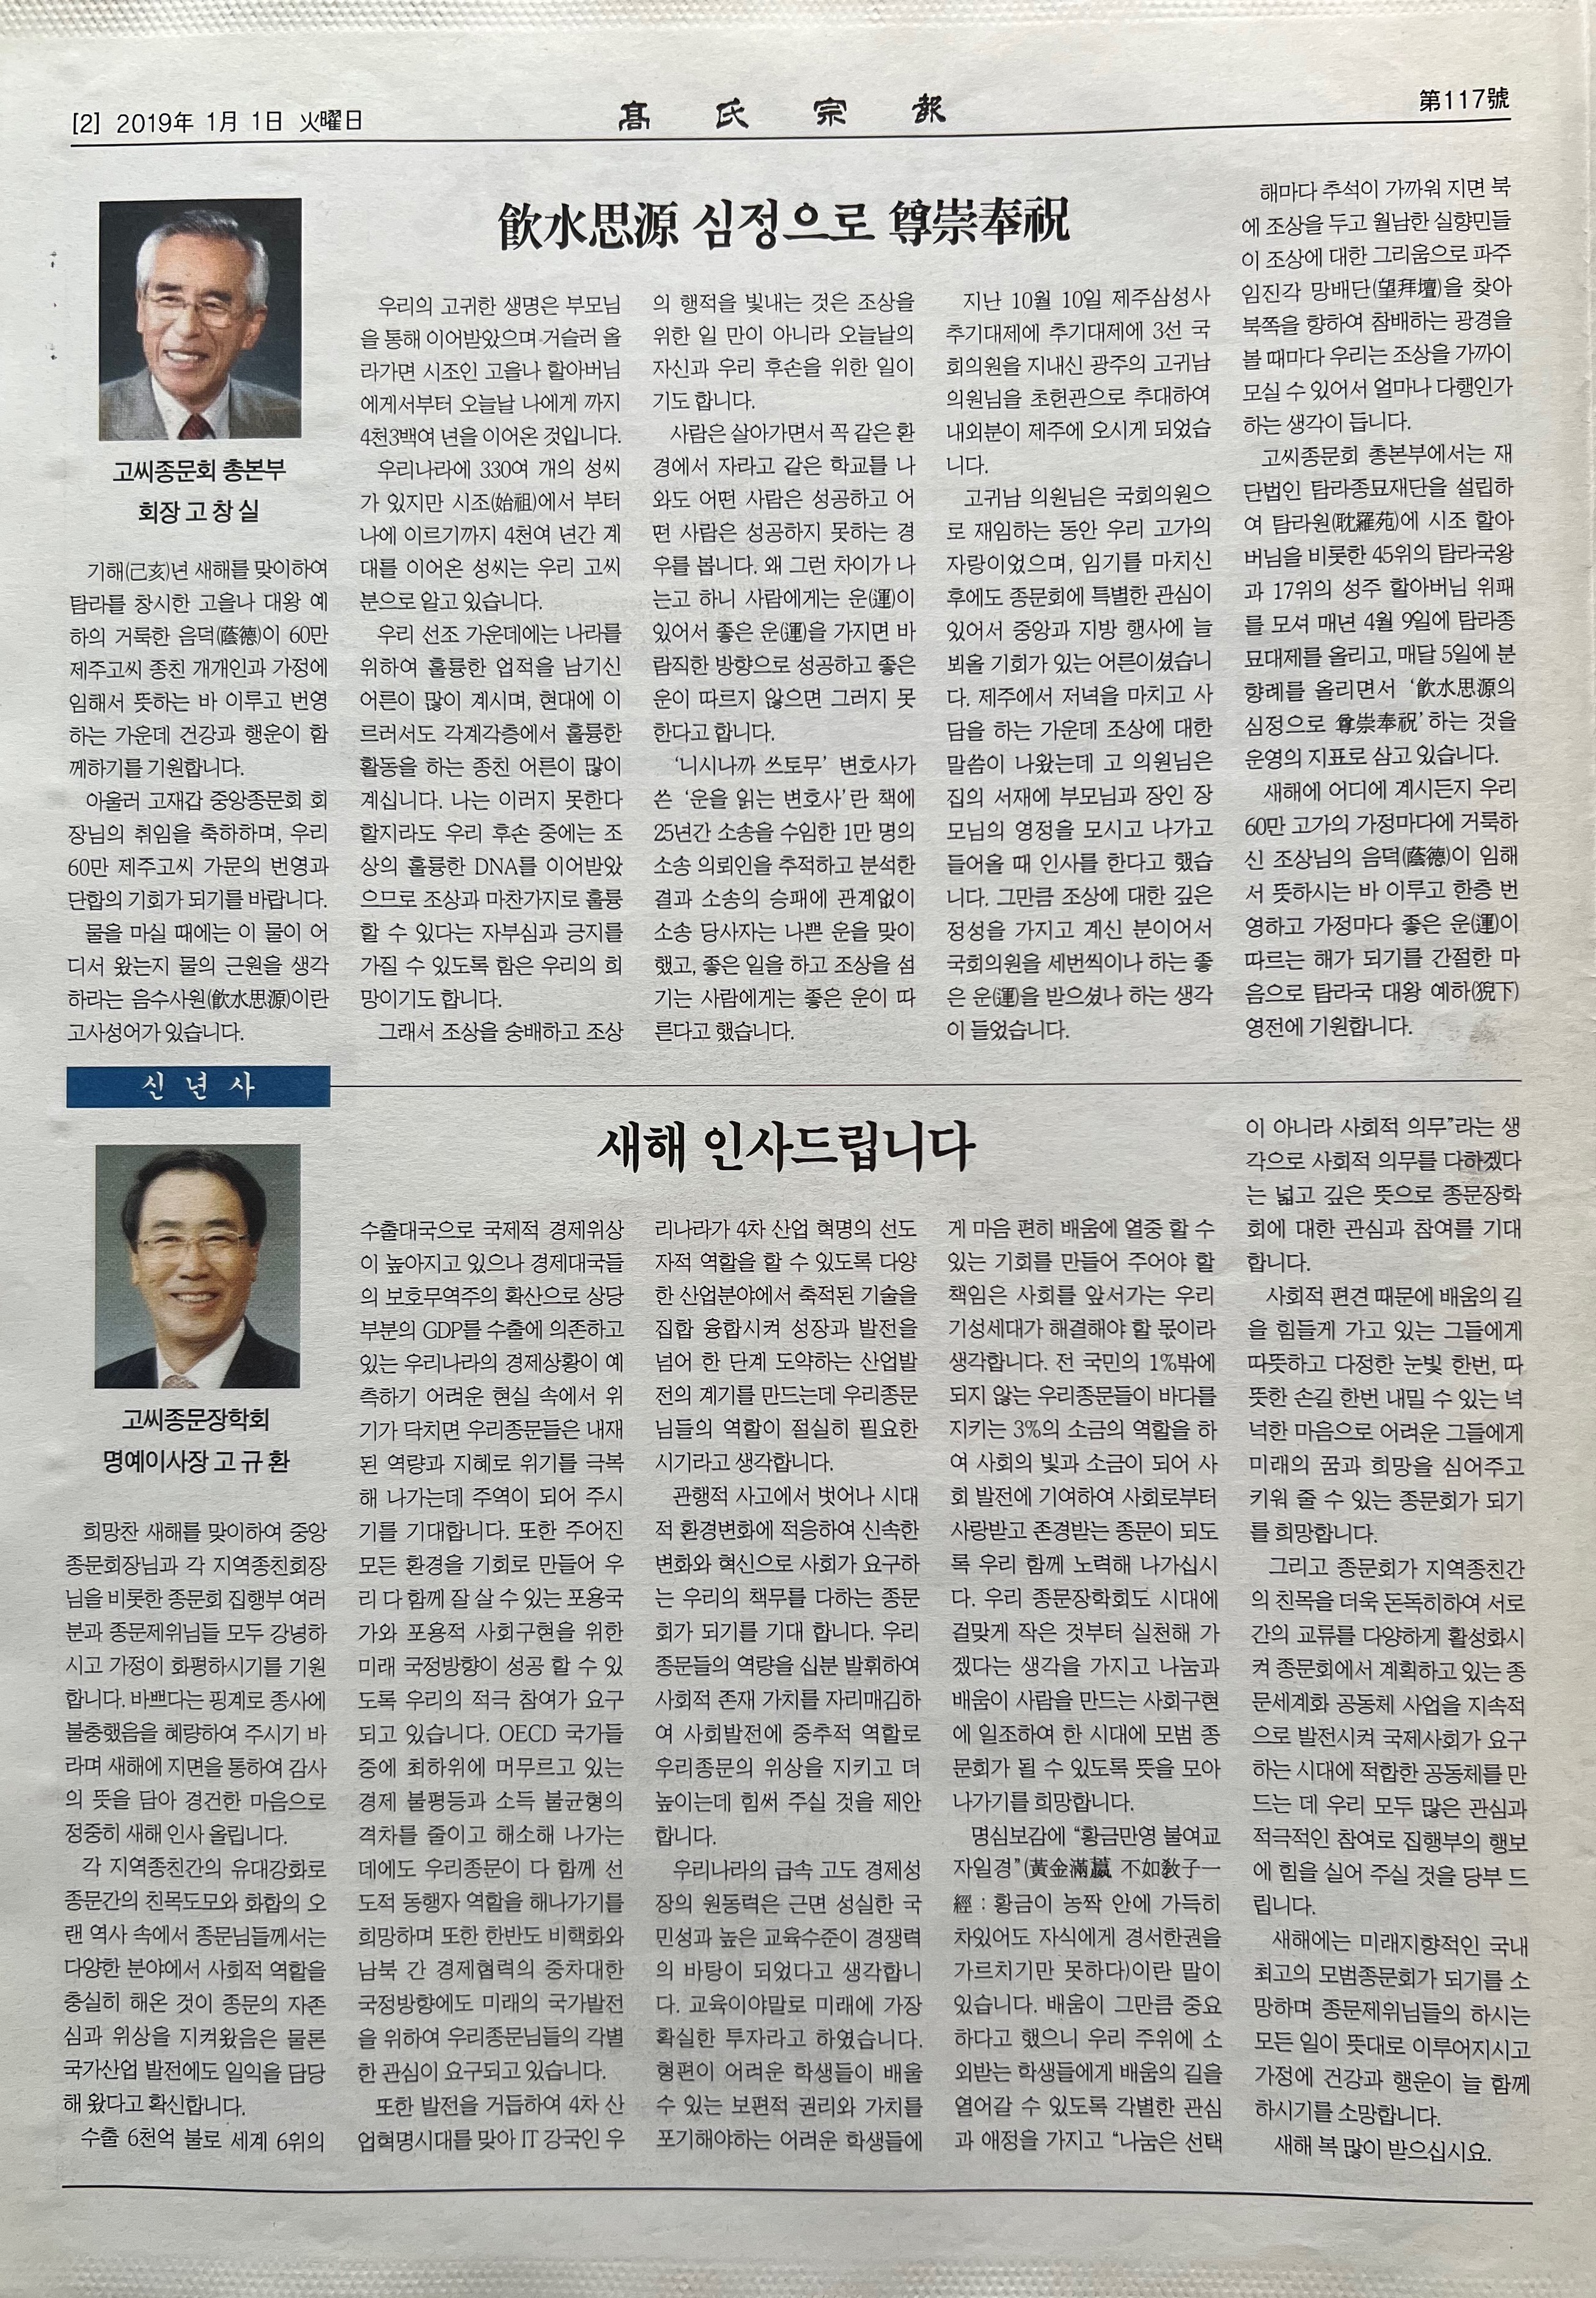 [2] 2019年 1月 1日 火曜日
高氏宗報
第117號
飮水思源 심정으로 尊崇奉祝
고씨종문회 총본부
회장 고 창 실
기해(己亥)년 새해를 맞이하여
탐라를 창시한 고을나 대왕 예
하의 거룩한 음덕(蔭德)이 60만
제주고씨 종친 개개인과 가정에
임해서 뜻하는 바 이루고 번영
하는 가운데 건강과 행운이 함
께하기를 기원합니다.
아울러 고재갑 중앙종문회 회
장님의 취임을 축하하며, 우리
60만 제주고씨 가문의 번영과
단합의 기회가 되기를 바랍니다.
물을 마실 때에는 이 물이 어
디서 왔는지 물의 근원을 생각
하라는 음수사원(飮水思源)이란
고사성어가 있습니다.
우리의 고귀한 생명은 부모님
을 통해 이어받았으며 거슬러 올
라가면 시조인 고을나 할아버님
에게서부터 오늘날 나에게 까지
4천3백여 년을 이어온 것입니다.
우리나라에 330여 개의 성씨
가 있지만 시조(始祖)에서 부터
나에 이르기까지 4천여 년간 계
대를 이어온 성씨는 우리 고씨
분으로 알고 있습니다.
우리 선조 가운데에는 나라를
위하여 훌륭한 업적을 남기신
어른이 많이 계시며, 현대에 이
르러서도 각계각층에서 훌륭한
활동을 하는 종친 어른이 많이
계십니다. 나는 이러지 못한다
할지라도 우리 후손 중에는 조
상의 훌륭한 DNA를 이어받았
으므로 조상과 마찬가지로 훌륭
할 수 있다는 자부심과 긍지를
가질 수 있도록 함은 우리의 희
망이기도 합니다.
그래서 조상을 숭배하고 조상
의 행적을 빛내는 것은 조상을
위한 일 만이 아니라 오늘날의
자신과 우리 후손을 위한 일이
기도 합니다.
사람은 살아가면서 꼭 같은 환
경에서 자라고 같은 학교를 나
와도 어떤 사람은 성공하고 어
떤 사람은 성공하지 못하는 경
우를 봅니다. 왜 그런 차이가 나
는고 하니 사람에게는 운(運)이
있어서 좋은 운(運)을 가지면 바
람직한 방향으로 성공하고 좋은
운이 따르지 않으면 그러지 못
한다고 합니다.
‘니시나까 쓰토무’ 변호사가
쓴 ‘운을 읽는 변호사’란 책에
25년간 소송을 수임한 1만 명의
소송 의뢰인을 추적하고 분석한
결과 소송의 승패에 관계없이
소송 당사자는 나쁜 운을 맞이
했고, 좋은 일을 하고 조상을 섬
기는 사람에게는 좋은 운이 따
른다고 했습니다.
지난 10월 10일 제주삼성사
추기대제에 추기대제에 3선 국
회의원을 지내신 광주의 고귀남
의원님을 초헌관으로 추대하여
내외분이 제주에 오시게 되었습
니다.
고귀남 의원님은 국회의원으
로 재임하는 동안 우리 고가의
자랑이었으며, 임기를 마치신
후에도 종문회에 특별한 관심이
있어서 중앙과 지방 행사에 늘
뵈올 기회가 있는 어른이셨습니
다. 제주에서 저녁을 마치고 사
담을 하는 가운데 조상에 대한
말씀이 나왔는데 고 의원님은
집의 서재에 부모님과 장인 장
모님의 영정을 모시고 나가고
들어올 때 인사를 한다고 했습
니다. 그만큼 조상에 대한 깊은
정성을 가지고 계신 분이어서
국회의원을 세번씩이나 하는 좋
은 운(運)을 받으셨나 하는 생각
이 들었습니다.
해마다 추석이 가까워 지면 북
에 조상을 두고 월남한 실향민들
이 조상에 대한 그리움으로 파주
임진각 망배단(望拜壇)을 찾아
북쪽을 향하여 참배하는 광경을
볼 때마다 우리는 조상을 가까이
모실 수 있어서 얼마나 다행인가
하는 생각이 듭니다.
고씨종문회 총본부에서는 재
단법인 탐라종묘재단을 설립하
여 탐라원(耽羅苑)에 시조 할아
버님을 비롯한 45위의 탐라국왕
과 17위의 성주 할아버님 위패
를 모셔 매년 4월 9일에 탐라종
묘대제를 올리고, 매달 5일에 분
향례를 올리면서 ‘飮水思源의
심정으로 尊崇奉祝’하는 것을
운영의 지표로 삼고 있습니다.
새해에 어디에 계시든지 우리
60만 고가의 가정마다에 거룩하
신 조상님의 음덕(蔭德)이 임해
서 뜻하시는 바 이루고 한층 번
영하고 가정마다 좋은 운(運)이
따르는 해가 되기를 간절한 마
음으로 탐라국 대왕 예하(猊下)
영전에 기원합니다.
신년사
새해 인사드립니다
고씨종문장학회
명예이사장 고 규 환
희망찬 새해를 맞이하여 중앙
종문회장님과 각 지역종친회장
님을 비롯한 종문회 집행부 여러
분과 종문제위님들 모두 강녕하
시고 가정이 화평하시기를 기원
합니다. 바쁘다는 핑계로 종사에
불충했음을 혜량하여 주시기 바
라며 새해에 지면을 통하여 감사
의 뜻을 담아 경건한 마음으로
정중히 새해 인사 올립니다.
각 지역종친간의 유대강화로
종문간의 친목도모와 화합의 오
랜 역사 속에서 종문님들께서는
다양한 분야에서 사회적 역할을
충실히 해온 것이 종문의 자존
심과 위상을 지켜왔음은 물론
국가산업 발전에도 일익을 담당
해 왔다고 확신합니다.
수출 6천억 불로 세계 6위의
수출대국으로 국제적 경제위상
이 높아지고 있으나 경제대국들
의 보호무역주의 확산으로 상당
부분의 GDP를 수출에 의존하고
있는 우리나라의 경제상황이 예
측하기 어려운 현실 속에서 위
기가 닥치면 우리종문들은 내재
된 역량과 지혜로 위기를 극복
해 나가는데 주역이 되어 주시
기를 기대합니다. 또한 주어진
모든 환경을 기회로 만들어 우
리 다 함께 잘 살 수 있는 포용국
가와 포용적 사회구현을 위한
미래 국정방향이 성공 할 수 있
도록 우리의 적극 참여가 요구
되고 있습니다. OECD 국가들
중에 최하위에 머무르고 있는
경제 불평등과 소득 불균형의
격차를 줄이고 해소해 나가는
데에도 우리종문이 다 함께 선
도적 동행자 역할을 해나가기를
희망하며 또한 한반도 비핵화와
남북 간 경제협력의 중차대한
국정방향에도 미래의 국가발전
을 위하여 우리종문님들의 각별
한 관심이 요구되고 있습니다.
또한 발전을 거듭하여 4차 산
업혁명시대를 맞아 IT 강국인 우
리나라가 4차 산업 혁명의 선도
자적 역할을 할 수 있도록 다양
한 산업분야에서 축적된 기술을
집합 융합시켜 성장과 발전을
넘어 한 단계 도약하는 산업발
전의 계기를 만드는데 우리종문
님들의 역할이 절실히 필요한
시기라고 생각합니다.
관행적 사고에서 벗어나 시대
적 환경변화에 적응하여 신속한
변화와 혁신으로 사회가 요구하
는 우리의 책무를 다하는 종문
회가 되기를 기대 합니다. 우리
종문들의 역량을 십분 발휘하여
사회적 존재 가치를 자리매김하
여 사회발전에 중추적 역할로
우리종문의 위상을 지키고 더
높이는데 힘써 주실 것을 제안
합니다.
우리나라의 급속 고도 경제성
장의 원동력은 근면 성실한 국
민성과 높은 교육수준이 경쟁력
의 바탕이 되었다고 생각합니
다. 교육이야말로 미래에 가장
확실한 투자라고 하였습니다.
형편이 어려운 학생들이 배울
수 있는 보편적 권리와 가치를
포기해야하는 어려운 학생들에
게 마음 편히 배움에 열중 할 수
있는 기회를 만들어 주어야 할
책임은 사회를 앞서가는 우리
기성세대가 해결해야 할 몫이라
생각합니다. 전 국민의 1%밖에
되지 않는 우리종문들이 바다를
지키는 3%의 소금의 역할을 하
여 사회의 빛과 소금이 되어 사
회 발전에 기여하여 사회로부터
사랑받고 존경받는 종문이 되도
록 우리 함께 노력해 나가십시
다. 우리 종문장학회도 시대에
걸맞게 작은 것부터 실천해 가
겠다는 생각을 가지고 나눔과
배움이 사람을 만드는 사회구현
에 일조하여 한 시대에 모범 종
문회가 될 수 있도록 뜻을 모아
나가기를 희망합니다.
명심보감에 “황금만영 불여교
자일경”(黃金滿籯 不如敎子一
經 : 황금이 농짝 안에 가득히
차있어도 자식에게 경서한권을
가르치기만 못하다)이란 말이
있습니다. 배움이 그만큼 중요
하다고 했으니 우리 주위에 소
외받는 학생들에게 배움의 길을
열어갈 수 있도록 각별한 관심
과 애정을 가지고 “나눔은 선택
이 아니라 사회적 의무”라는 생
각으로 사회적 의무를 다하겠다
는 넓고 깊은 뜻으로 종문장학
회에 대한 관심과 참여를 기대
합니다.
사회적 편견 때문에 배움의 길
을 힘들게 가고 있는 그들에게
따뜻하고 다정한 눈빛 한번, 따
뜻한 손길 한번 내밀 수 있는 넉
넉한 마음으로 어려운 그들에게
미래의 꿈과 희망을 심어주고
키워 줄 수 있는 종문회가 되기
를 희망합니다.
그리고 종문회가 지역종친간
의 친목을 더욱 돈독히하여 서로
간의 교류를 다양하게 활성화시
켜 종문회에서 계획하고 있는 종
문세계화 공동체 사업을 지속적
으로 발전시켜 국제사회가 요구
하는 시대에 적합한 공동체를 만
드는 데 우리 모두 많은 관심과
적극적인 참여로 집행부의 행보
에 힘을 실어 주실 것을 당부 드
립니다.
새해에는 미래지향적인 국내
최고의 모범종문회가 되기를 소
망하며 종문제위님들의 하시는
모든 일이 뜻대로 이루어지시고
가정에 건강과 행운이 늘 함께
하시기를 소망합니다.
새해 복 많이 받으십시요.